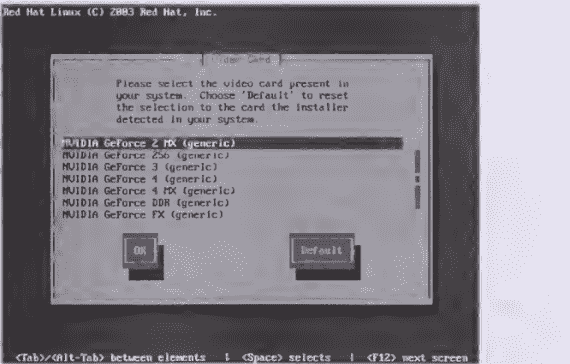 Red Hat Linux (C) 2003 Red Hat, Inc.
Video Card
Please select the video card present in
your system. Choose 'Default' to reset
the selection to the card the installer
detected in your system.
NVIDIA GeForce 2 MX (generic)
NVIDIA GeForce 256 (generic)
NVIDIA GeForce 3 (generic)
NVIDIA GeForce 4 (generic)
NVIDIA GeForce 4 MX (generic)
NVIDIA GeForce DDR (generic)
NVIDIA GeForce FX (generic)
OK Default
<Tab>/<Alt-Tab> between elements | <Space> selects | <F12> next screen